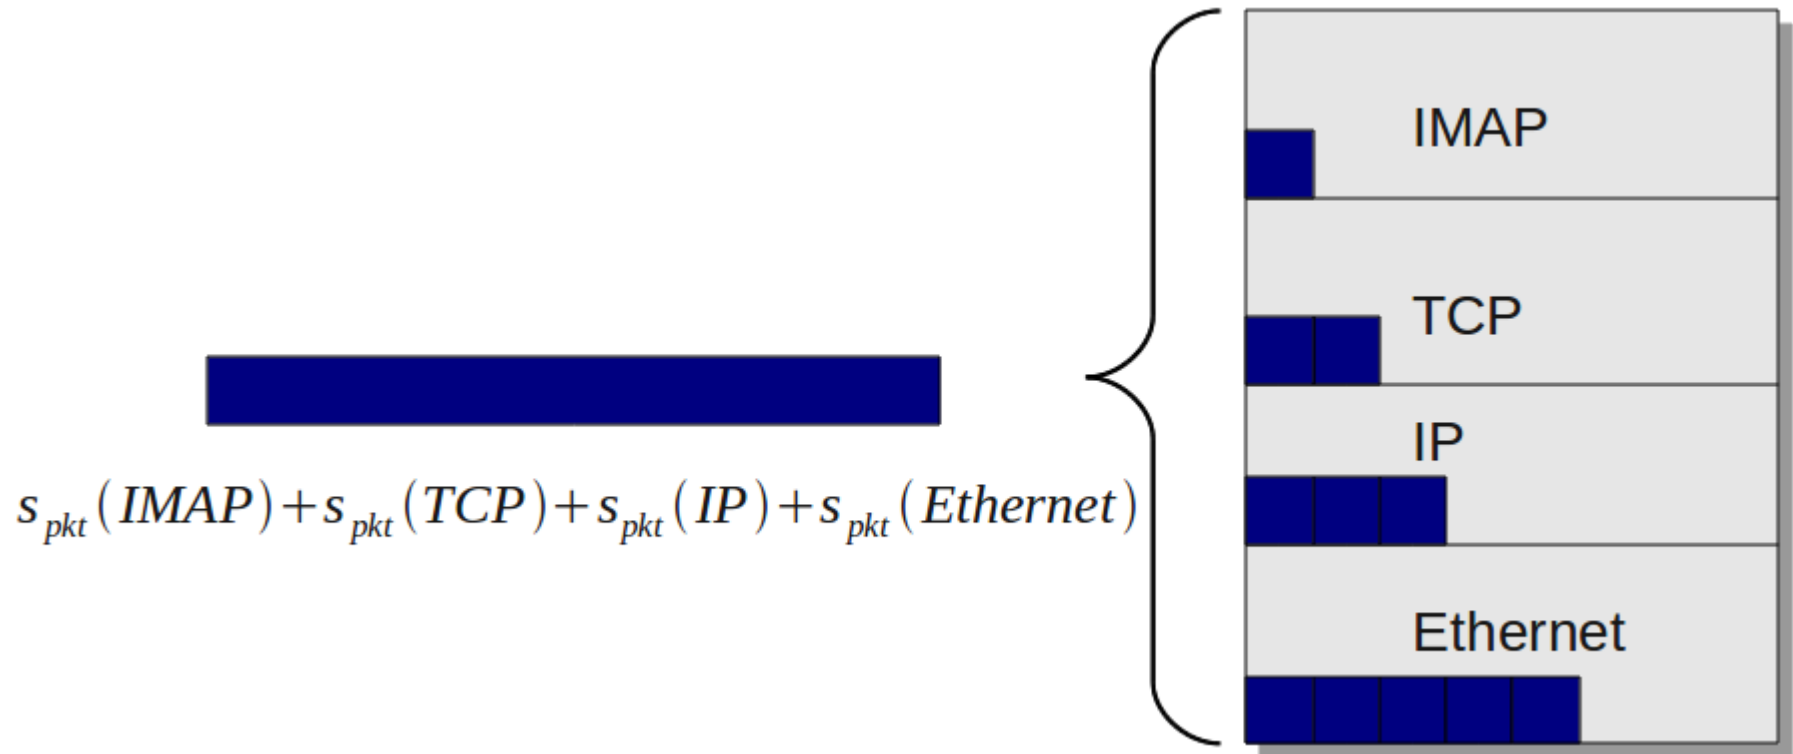 IMAP
TCP
IP
Ethernet
s_pkt(IMAP)+s_pkt(TCP)+s_pkt(IP)+s_pkt(Ethernet)